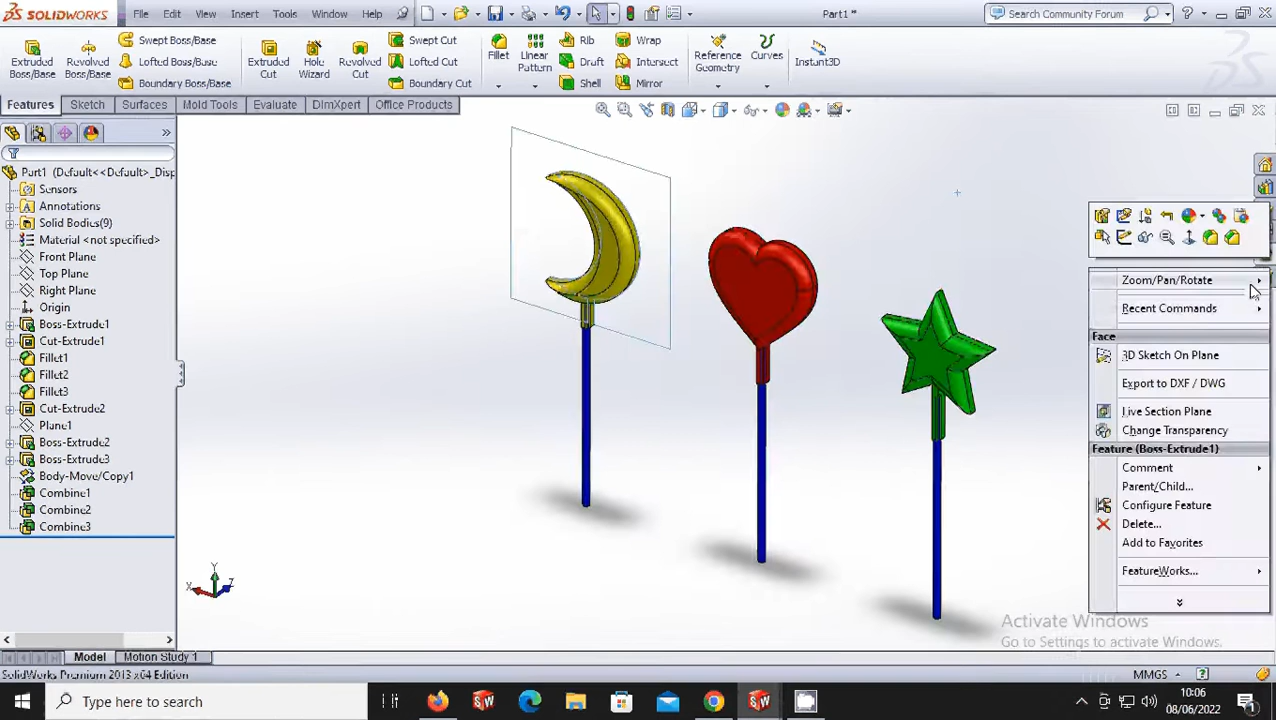 SOLIDWORKS File Edit View Insert Tools Window Help Part1 * Search Community Forum
Extruded Boss/Base
Revolved Boss/Base
Swept Boss/Base
Lofted Boss/Base
Boundary Boss/Base
Extruded Cut
Hole Wizard
Revolved Cut
Swept Cut
Lofted Cut
Boundary Cut
Fillet
Linear Pattern
Rib
Draft
Shell
Wrap
Intersect
Mirror
Reference Geometry
Curves
Instant3D
Features Sketch Surfaces Mold Tools Evaluate DimXpert Office Products
Part1 (Default<<Default>_Disp
Sensors
Annotations
Solid Bodies(9)
Material <not specified>
Front Plane
Top Plane
Right Plane
Origin
Boss-Extrude1
Cut-Extrude1
Fillet1
Fillet2
Fillet3
Cut-Extrude2
Plane1
Boss-Extrude2
Boss-Extrude3
Body-Move/Copy1
Combine1
Combine2
Combine3
Y
X
Z
Zoom/Pan/Rotate
Recent Commands
Face
3D Sketch On Plane
Export to DXF / DWG
Live Section Plane
Change Transparency
Feature (Boss-Extrude1)
Comment
Parent/Child...
Configure Feature
Delete...
Add to Favorites
FeatureWorks...
Activate Windows
Go to Settings to activate Windows.
Model Motion Study 1
SolidWorks Premium 2013 x64 Edition MMGS
Type here to search
10:06
08/06/2022